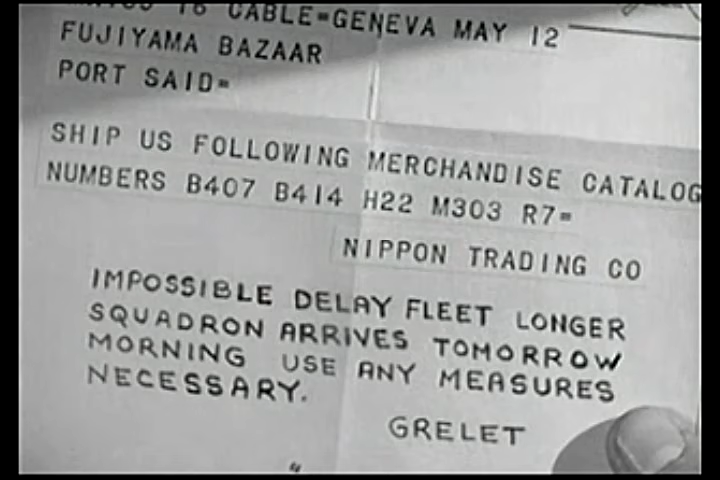 16 CABLE=GENEVA MAY 12
FUJIYAMA BAZAAR
PORT SAID=
SHIP US FOLLOWING MERCHANDISE CATALOG
NUMBERS B407 B414 H22 M303 R7=
NIPPON TRADING CO
IMPOSSIBLE DELAY FLEET LONGER
SQUADRON ARRIVES TOMORROW
MORNING USE ANY MEASURES
NECESSARY.
GRELET